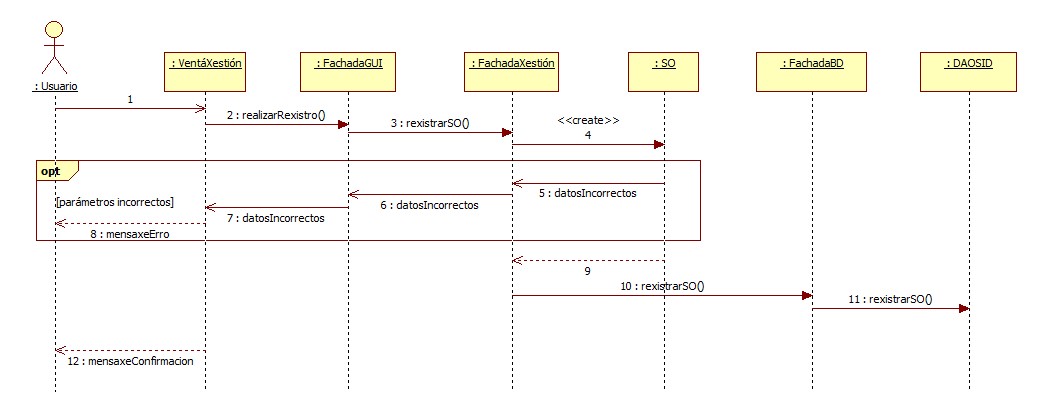 : Usuario
: VentáXestión
: FachadaGUI
: FachadaXestión
: SO
: FachadaBD
: DAOSID
1
2 : realizarRexistro()
3 : rexistrarSO()
<<create>>
4
opt
[parámetros incorrectos]
5 : datosIncorrectos
6 : datosIncorrectos
7 : datosIncorrectos
8 : mensaxeErro
9
10 : rexistrarSO()
11 : rexistrarSO()
12 : mensaxeConfirmacion